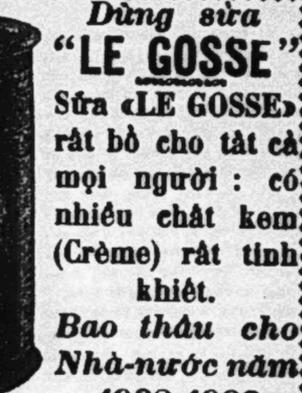 Dùng sữa
"LE GOSSE"
Sữa «LE GOSSE»
rất bổ cho tất cả
mọi người : có
nhiều chất kem
(Crème) rất tinh
khiết.
Bao thầu cho
Nhà-nước năm